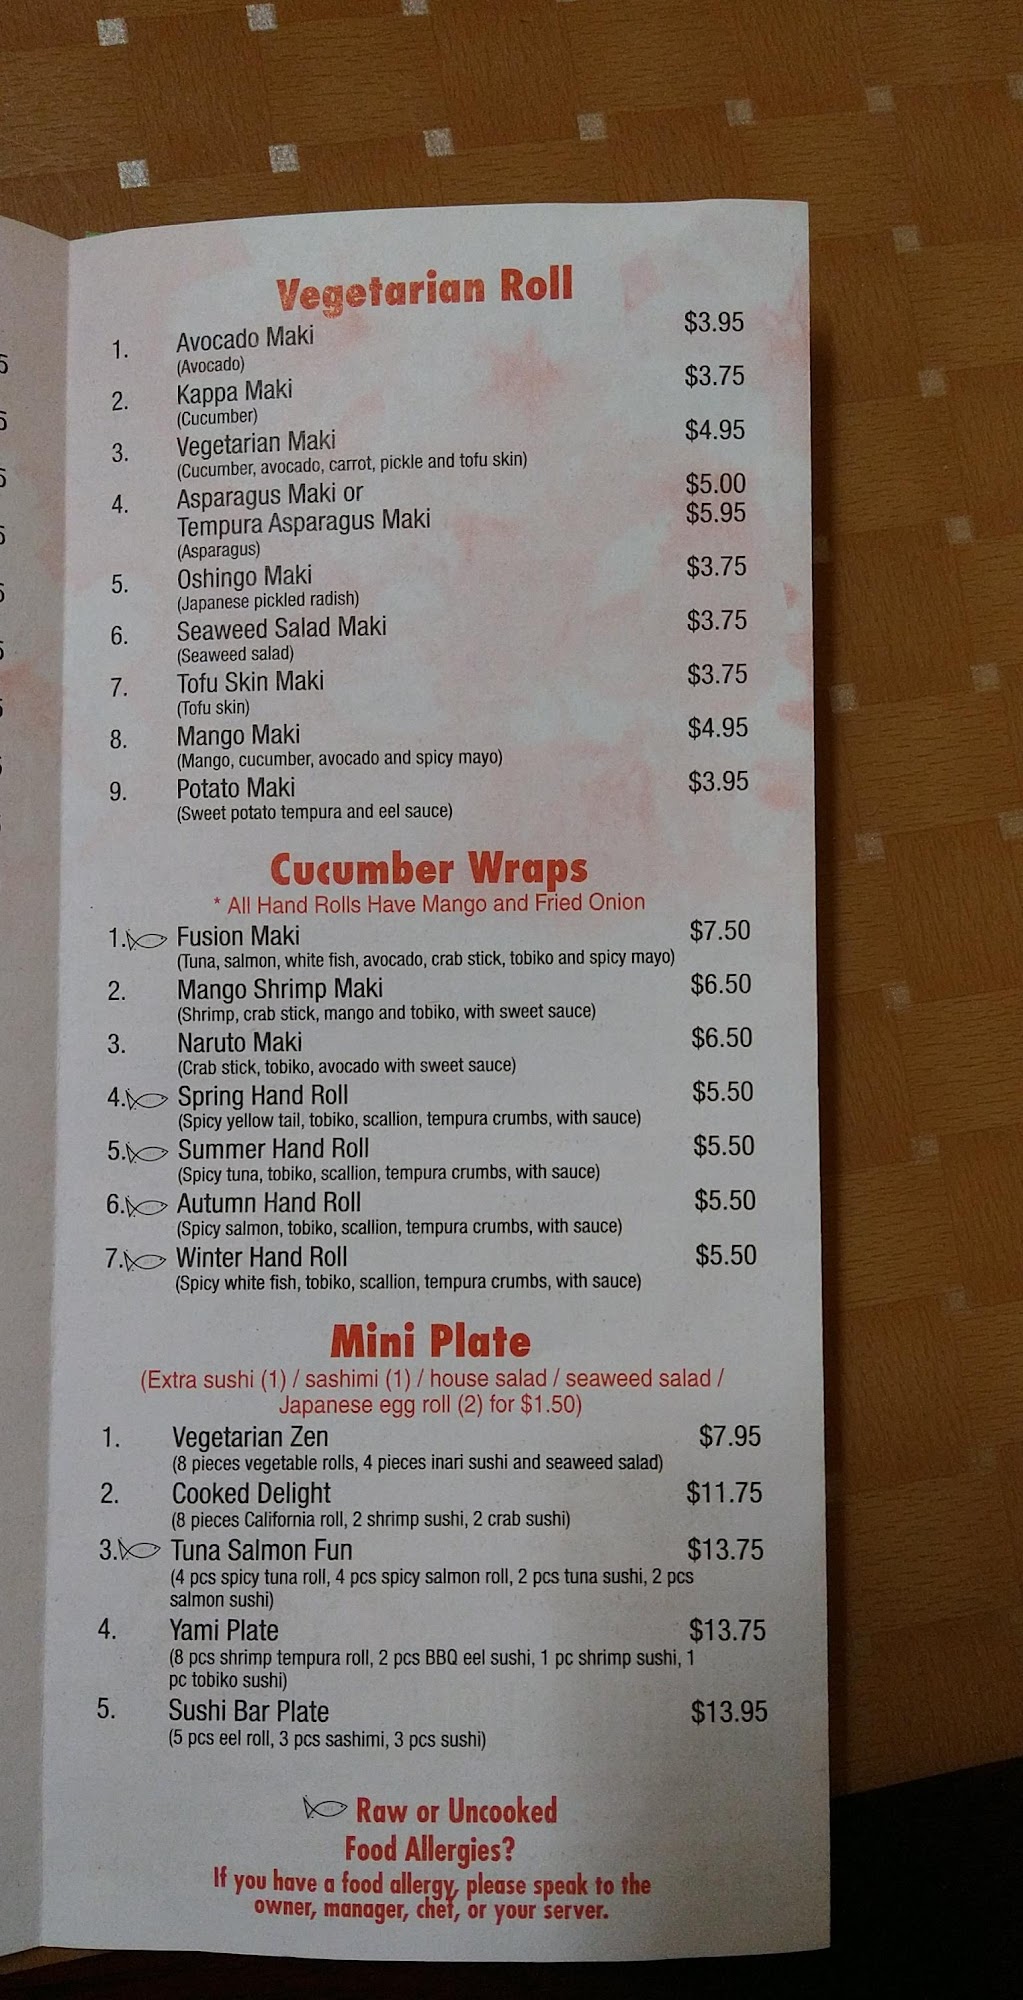 Vegetarian Roll
1. Avocado Maki $3.95
(Avocado)
2. Kappa Maki $3.75
(Cucumber)
3. Vegetarian Maki $4.95
(Cucumber, avocado, carrot, pickle and tofu skin)
4. Asparagus Maki or $5.00
Tempura Asparagus Maki $5.95
(Asparagus)
5. Oshingo Maki $3.75
(Japanese pickled radish)
6. Seaweed Salad Maki $3.75
(Seaweed salad)
7. Tofu Skin Maki $3.75
(Tofu skin)
8. Mango Maki $4.95
(Mango, cucumber, avocado and spicy mayo)
9. Potato Maki $3.95
(Sweet potato tempura and eel sauce)
Cucumber Wraps
* All Hand Rolls Have Mango and Fried Onion
1. Fusion Maki $7.50
(Tuna, salmon, white fish, avocado, crab stick, tobiko and spicy mayo)
2. Mango Shrimp Maki $6.50
(Shrimp, crab stick, mango and tobiko, with sweet sauce)
3. Naruto Maki $6.50
(Crab stick, tobiko, avocado with sweet sauce)
4. Spring Hand Roll $5.50
(Spicy yellow tail, tobiko, scallion, tempura crumbs, with sauce)
5. Summer Hand Roll $5.50
(Spicy tuna, tobiko, scallion, tempura crumbs, with sauce)
6. Autumn Hand Roll $5.50
(Spicy salmon, tobiko, scallion, tempura crumbs, with sauce)
7. Winter Hand Roll $5.50
(Spicy white fish, tobiko, scallion, tempura crumbs, with sauce)
Mini Plate
(Extra sushi (1) / sashimi (1) / house salad / seaweed salad /
Japanese egg roll (2) for $1.50)
1. Vegetarian Zen $7.95
(8 pieces vegetable rolls, 4 pieces inari sushi and seaweed salad)
2. Cooked Delight $11.75
(8 pieces California roll, 2 shrimp sushi, 2 crab sushi)
3. Tuna Salmon Fun $13.75
(4 pcs spicy tuna roll, 4 pcs spicy salmon roll, 2 pcs tuna sushi, 2 pcs
salmon sushi)
4. Yami Plate $13.75
(8 pcs shrimp tempura roll, 2 pcs BBQ eel sushi, 1 pc shrimp sushi, 1
pc tobiko sushi)
5. Sushi Bar Plate $13.95
(5 pcs eel roll, 3 pcs sashimi, 3 pcs sushi)
Raw or Uncooked
Food Allergies?
If you have a food allergy, please speak to the
owner, manager, chef, or your server.